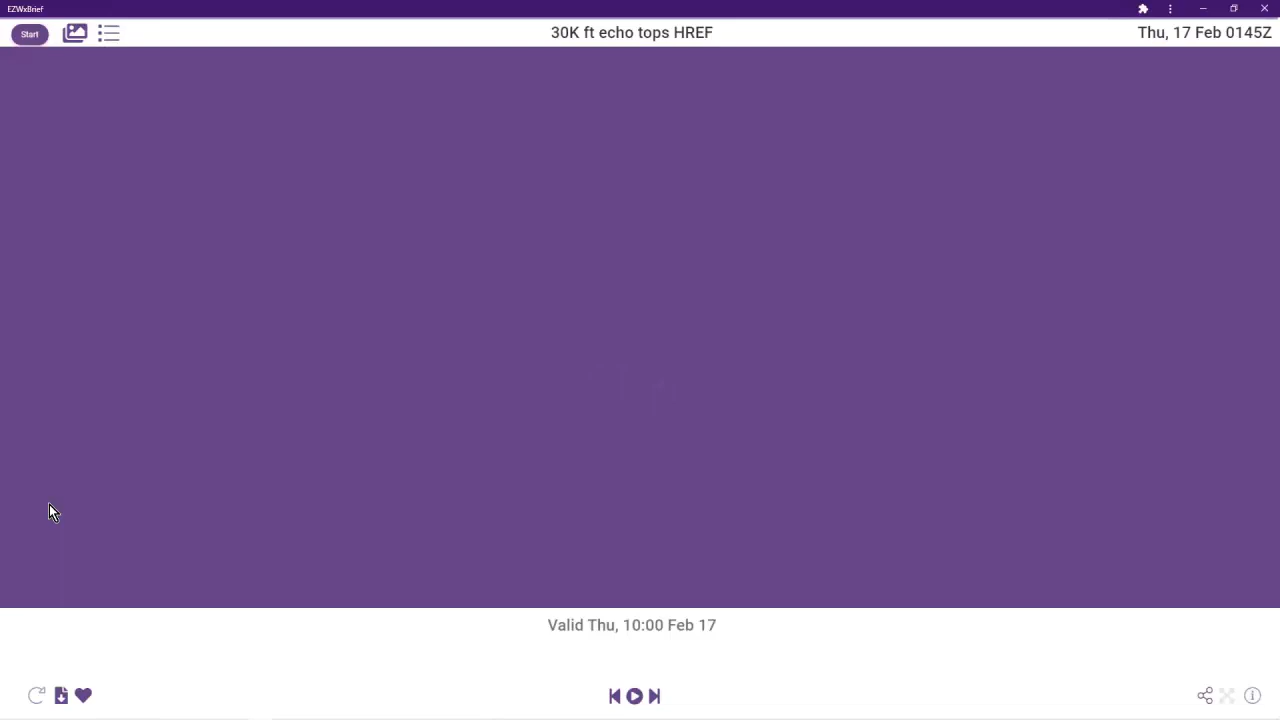 EZWxBrief
Start
30K ft echo tops HREF
Thu, 17 Feb 0145Z
Valid Thu, 10:00 Feb 17